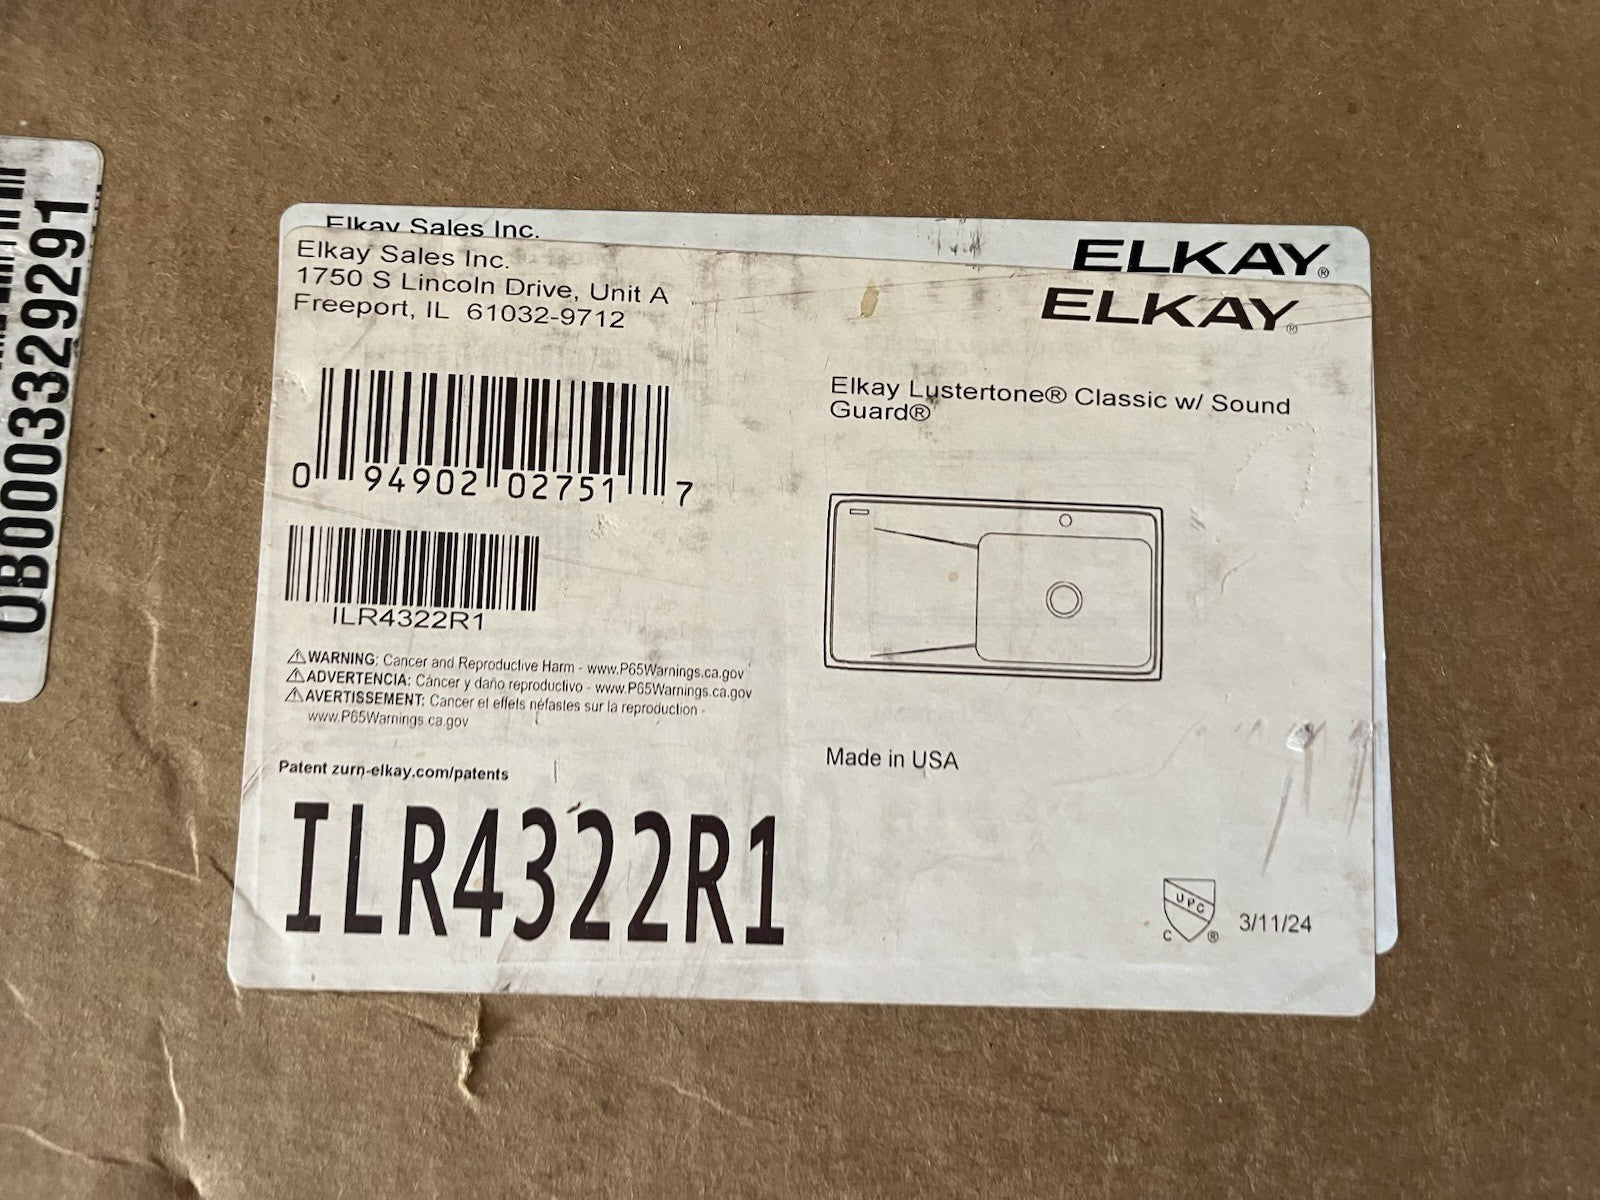 0B000332929​1
Elkay Sales Inc.
ELKAY®
Elkay Sales Inc.
1750 S Lincoln Drive, Unit A
Freeport, IL 61032-9712
ELKAY®
0 94902 02751 7
ILR4322R1
Elkay Lustertone® Classic w/ Sound
Guard®
WARNING: Cancer and Reproductive Harm - www.P65Warnings.ca.gov
ADVERTENCIA: Cáncer y daño reproductivo - www.P65Warnings.ca.gov
AVERTISSEMENT: Cancer et effets néfastes sur la reproduction -
www.P65Warnings.ca.gov
Patent zurn-elkay.com/patents
Made in USA
ILR4322R1
UPC
C ®
3/11/24